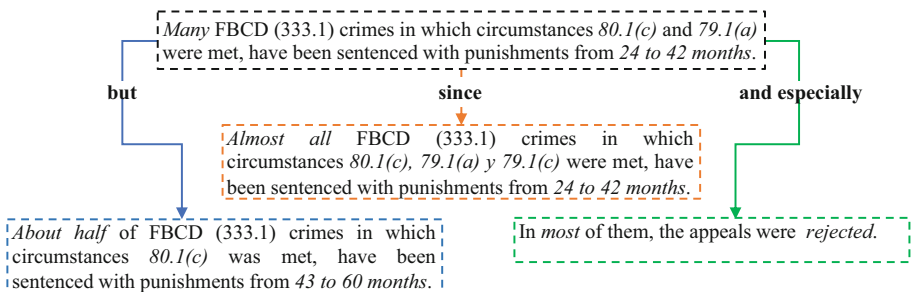 Many FBCD (333.1) crimes in which circumstances 80.1(c) and 79.1(a)
were met, have been sentenced with punishments from 24 to 42 months.
but
since
and especially
Almost all FBCD (333.1) crimes in which
circumstances 80.1(c), 79.1(a) y 79.1(c) were met, have
been sentenced with punishments from 24 to 42 months.
About half of FBCD (333.1) crimes in which
circumstances 80.1(c) was met, have been
sentenced with punishments from 43 to 60 months.
In most of them, the appeals were rejected.